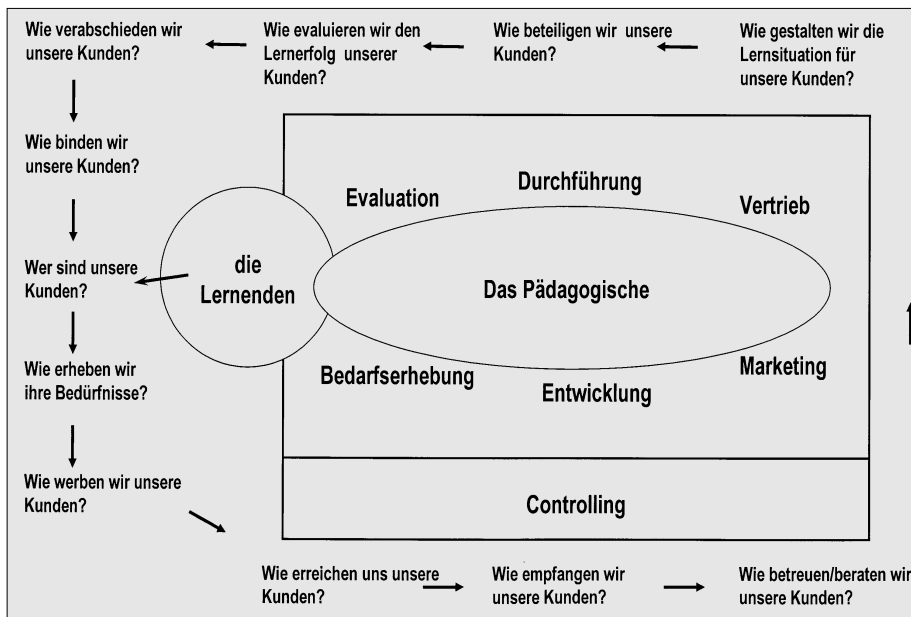 Wie verabschieden wir
unsere Kunden?
Wie evaluieren wir den
Lernerfolg unserer
Kunden?
Wie beteiligen wir unsere
Kunden?
Wie gestalten wir die
Lernsituation für
unsere Kunden?
Wie binden wir
unsere Kunden?
Wer sind unsere
Kunden?
Wie erheben wir
ihre Bedürfnisse?
Wie werben wir unsere
Kunden?
die
Lernenden
Evaluation
Durchführung
Vertrieb
Das Pädagogische
Bedarfserhebung
Entwicklung
Marketing
Controlling
Wie erreichen uns unsere
Kunden?
Wie empfangen wir
unsere Kunden?
Wie betreuen/beraten wir
unsere Kunden?